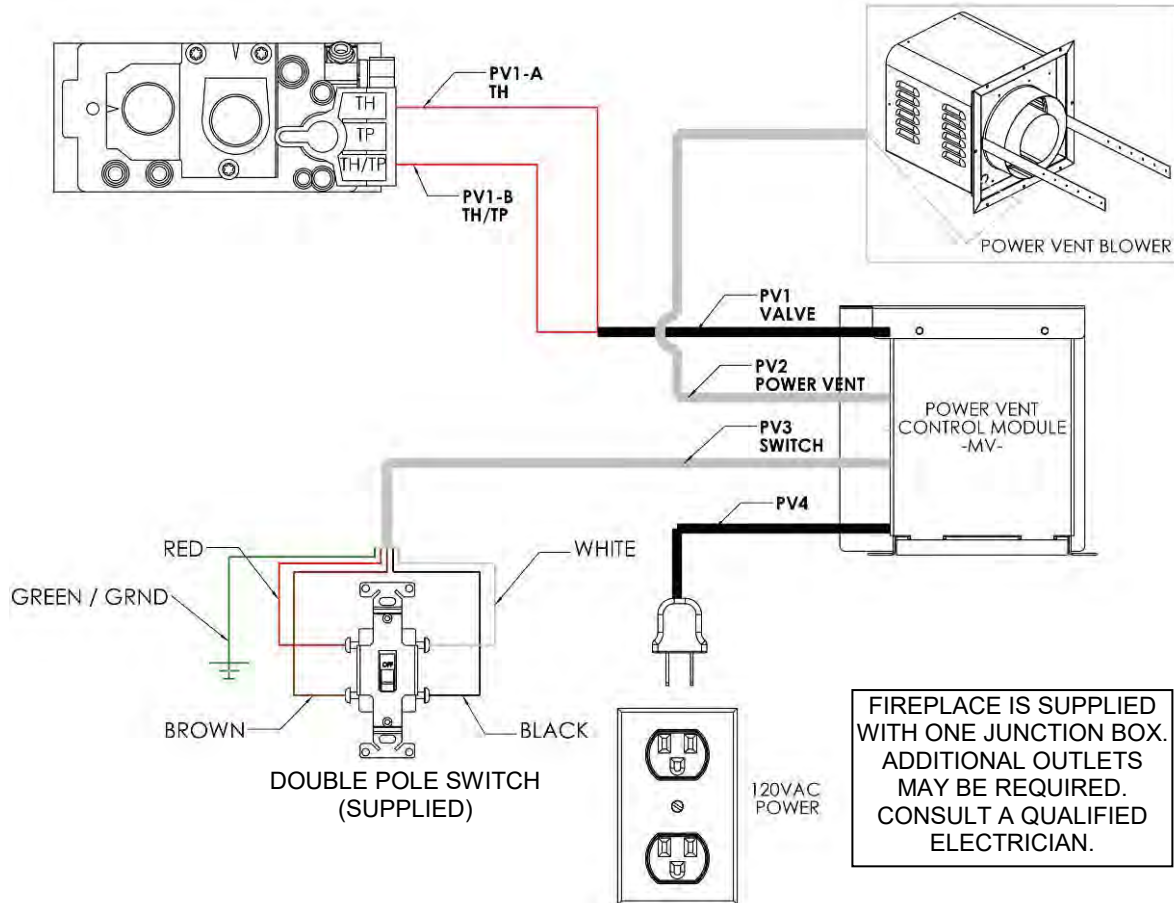 PV1-A
TH
TH
TP
TH/TP
PV1-B
TH/TP
POWER VENT BLOWER
PV1
VALVE
PV2
POWER VENT
POWER VENT
CONTROL MODULE
-MV-
PV3
SWITCH
PV4
RED
WHITE
GREEN / GRND
OFF
BROWN
BLACK
DOUBLE POLE SWITCH
(SUPPLIED)
120VAC
POWER
FIREPLACE IS SUPPLIED
WITH ONE JUNCTION BOX.
ADDITIONAL OUTLETS
MAY BE REQUIRED.
CONSULT A QUALIFIED
ELECTRICIAN.